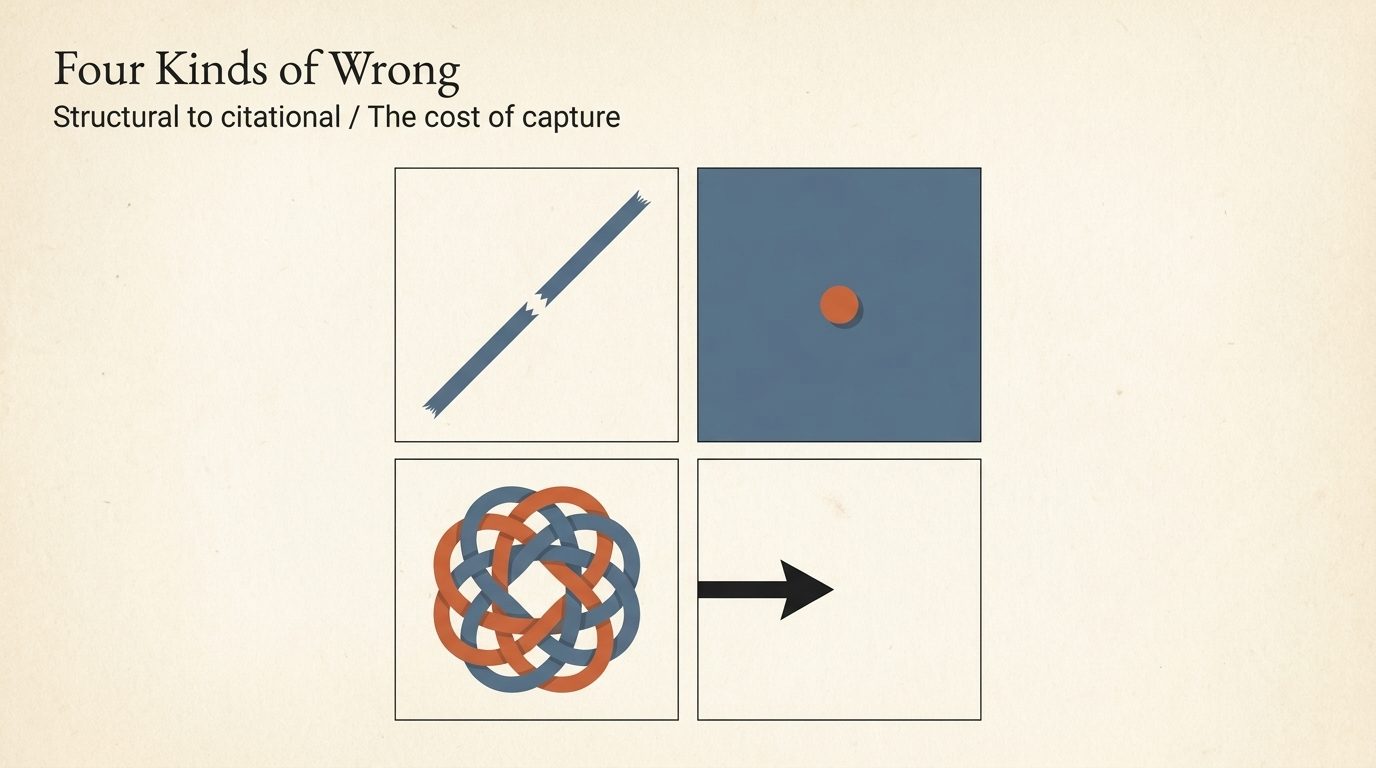 Four Kinds of Wrong
Structural to citational / The cost of capture